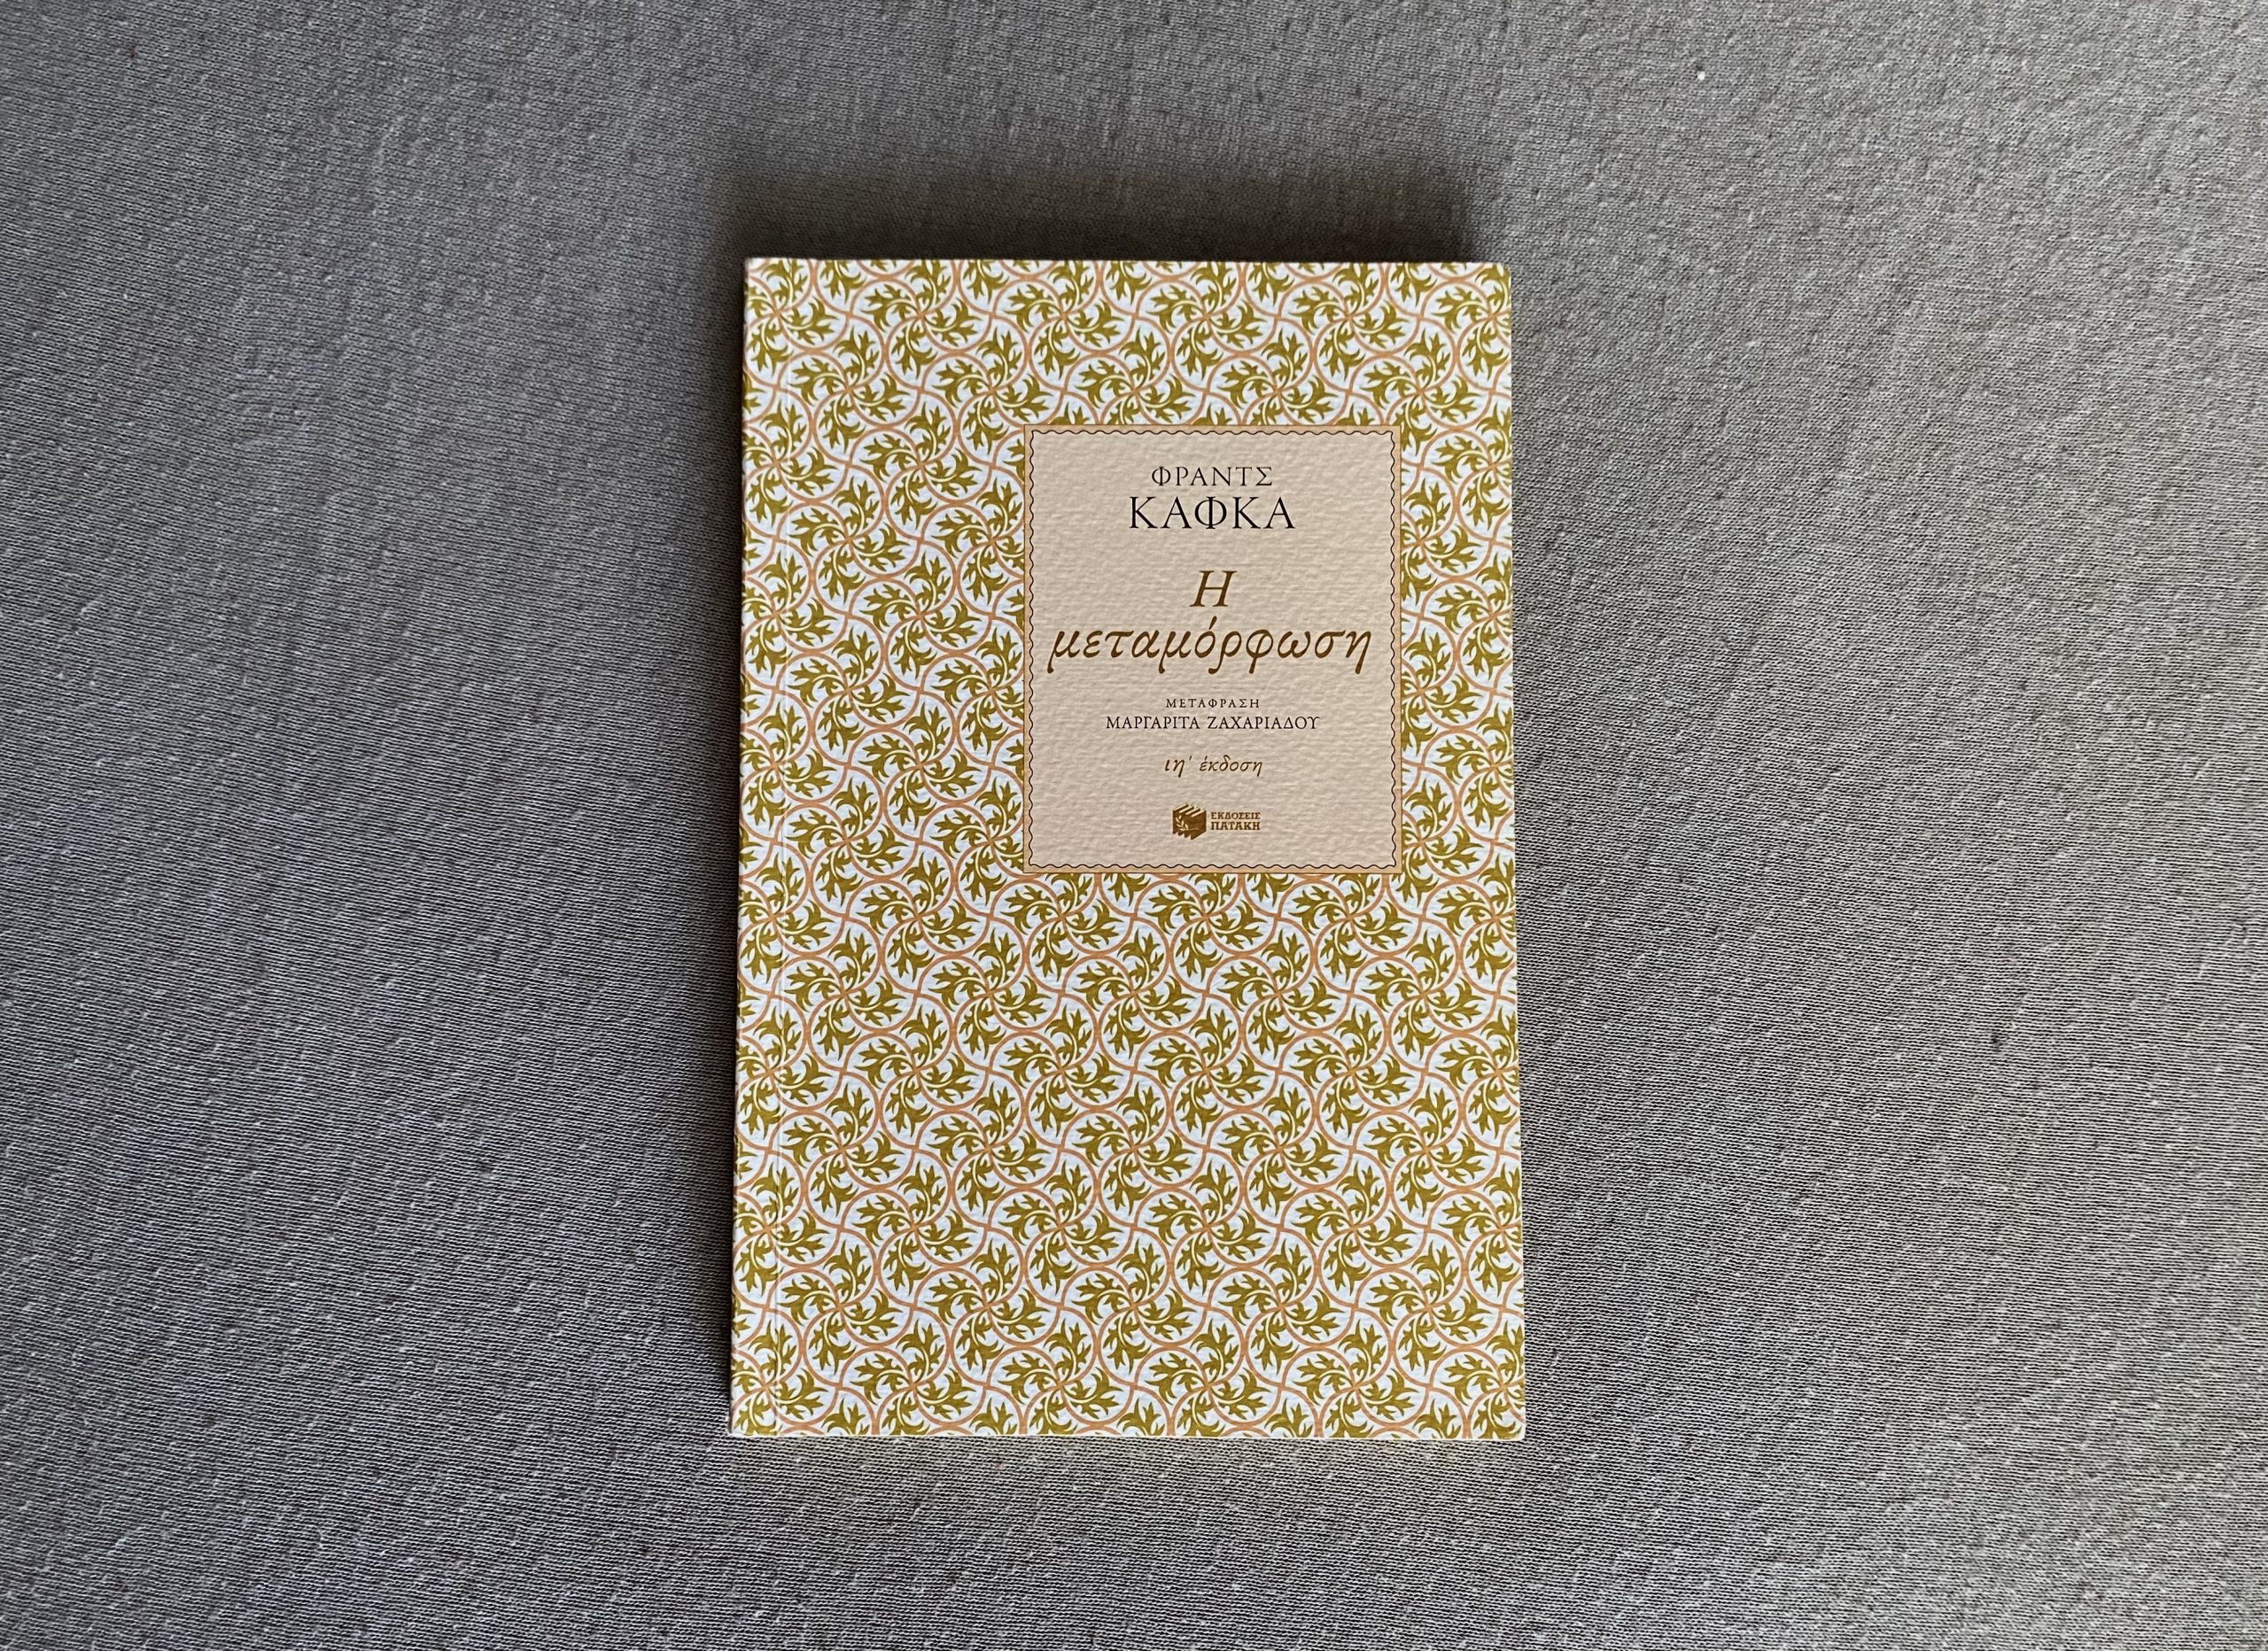 ΦΡΑΝΤΣ
ΚΑΦΚΑ
Η
μεταμόρφωση
ΜΕΤΑΦΡΑΣΗ
ΜΑΡΓΑΡΙΤΑ ΖΑΧΑΡΙΑΔΟΥ
ιη΄ έκδοση
ΕΚΔΟΣΕΙΣ
ΠΑΤΑΚΗ